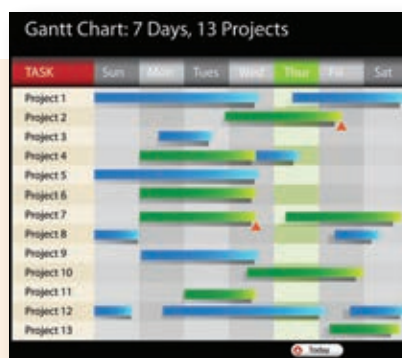 Gantt Chart: 7 Days, 13 Projects
TASK Sun Mon Tues Wed Thur Fri Sat
Project 1
Project 2
Project 3
Project 4
Project 5
Project 6
Project 7
Project 8
Project 9
Project 10
Project 11
Project 12
Project 13
Today